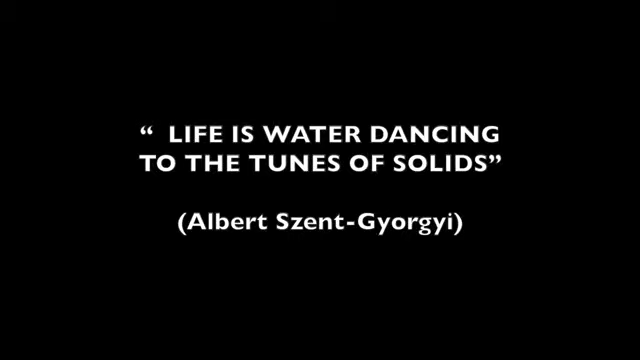 “  LIFE IS WATER DANCING
TO THE TUNES OF SOLIDS”
(Albert Szent-Gyorgyi)